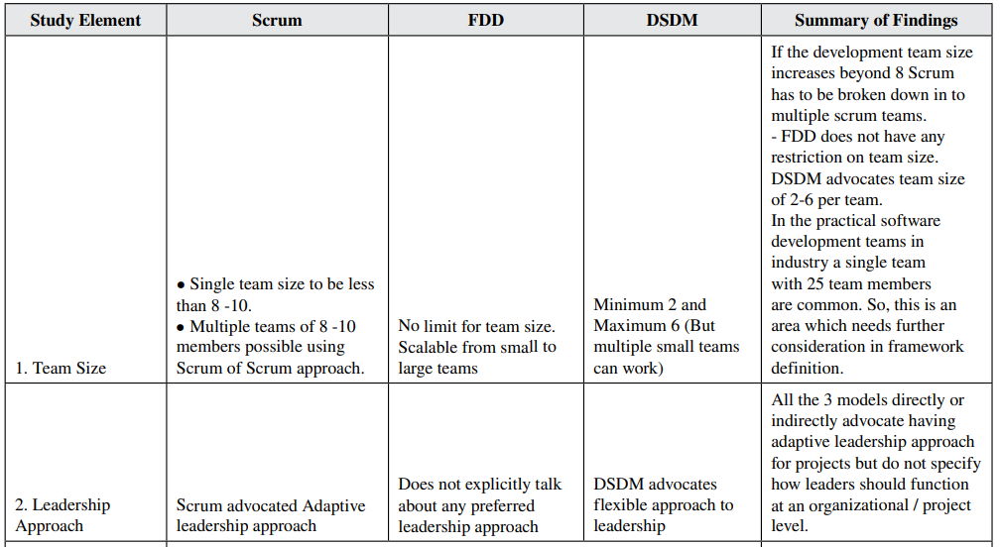 Study Element
Scrum
FDD
DSDM
Summary of Findings
1. Team Size
● Single team size to be less
than 8 -10.
● Multiple teams of 8 -10
members possible using
Scrum of Scrum approach.
No limit for team size.
Scalable from small to
large teams
Minimum 2 and
Maximum 6 (But
multiple small teams
can work)
If the development team size
increases beyond 8 Scrum
has to be broken down in to
multiple scrum teams.
- FDD does not have any
restriction on team size.
DSDM advocates team size
of 2-6 per team.
In the practical software
development teams in
industry a single team
with 25 team members
are common. So, this is an
area which needs further
consideration in framework
definition.
2. Leadership
Approach
Scrum advocated Adaptive
leadership approach
Does not explicitly talk
about any preferred
leadership approach
DSDM advocates
flexible approach to
leadership
All the 3 models directly or
indirectly advocate having
adaptive leadership approach
for projects but do not specify
how leaders should function
at an organizational / project
level.